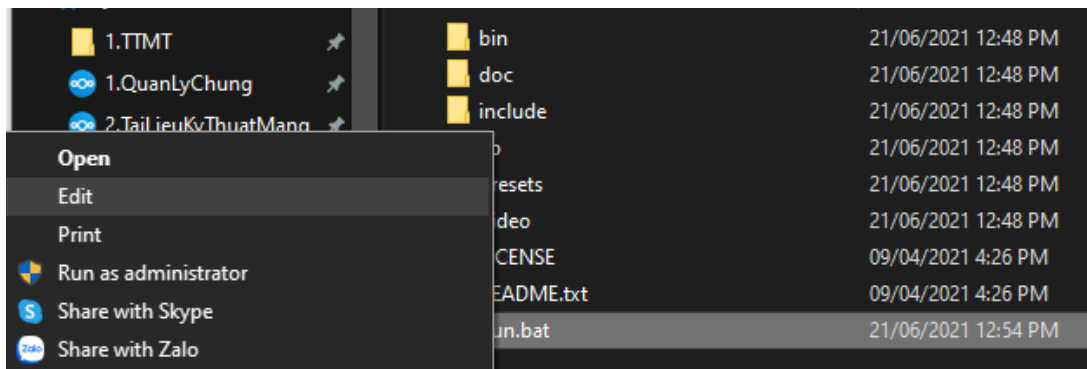 1.TTMT
1.QuanLyChung
2.TaiLieuKyThuatMang
Open
Edit
Print
Run as administrator
Share with Skype
Zalo Share with Zalo
bin 21/06/2021 12:48 PM
doc 21/06/2021 12:48 PM
include 21/06/2021 12:48 PM
21/06/2021 12:48 PM
resets 21/06/2021 12:48 PM
deo 21/06/2021 12:48 PM
CENSE 09/04/2021 4:26 PM
EADME.txt 09/04/2021 4:26 PM
un.bat 21/06/2021 12:54 PM